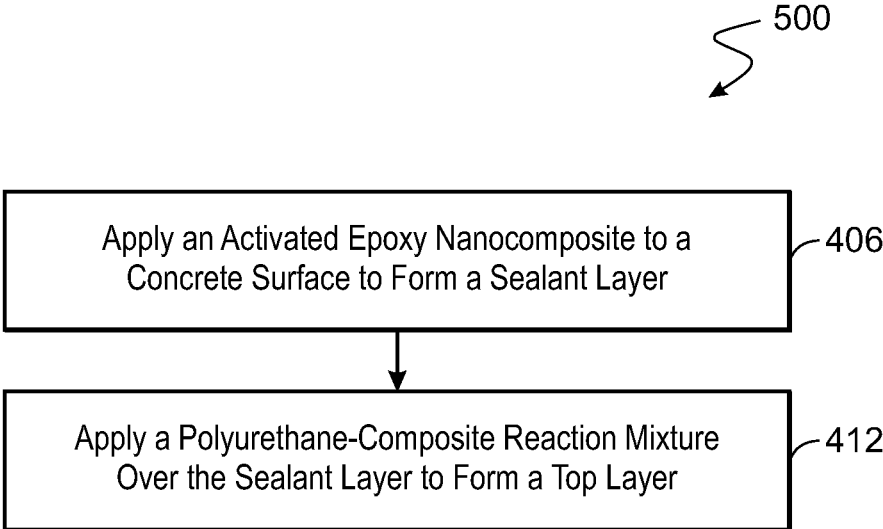 500
Apply an Activated Epoxy Nanocomposite to a
Concrete Surface to Form a Sealant Layer
406
Apply a Polyurethane-Composite Reaction Mixture
Over the Sealant Layer to Form a Top Layer
412